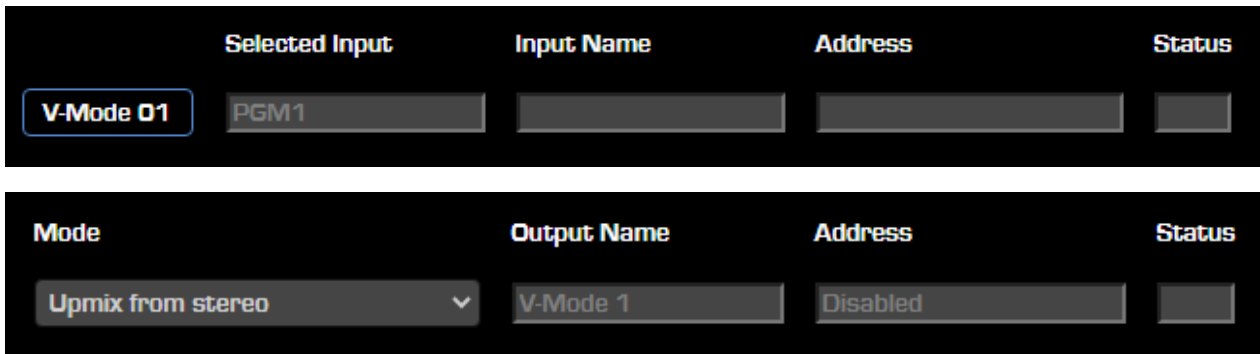 Selected Input Input Name Address Status
V-Mode 01 PGM1
Mode Output Name Address Status
Upmix from stereo V-Mode 1 Disabled